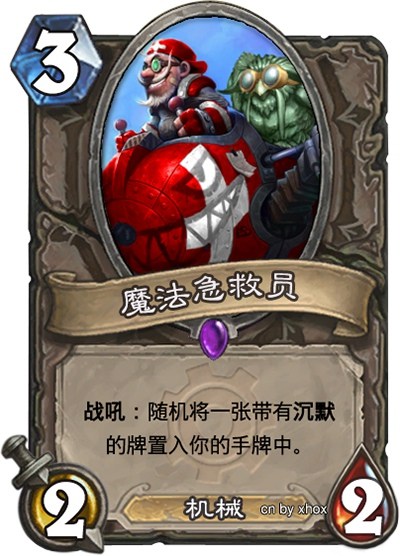 3
魔法急救员
战吼：随机将一张带有沉默
的牌置入你的手牌中。
机械
cn by xhox
2
2